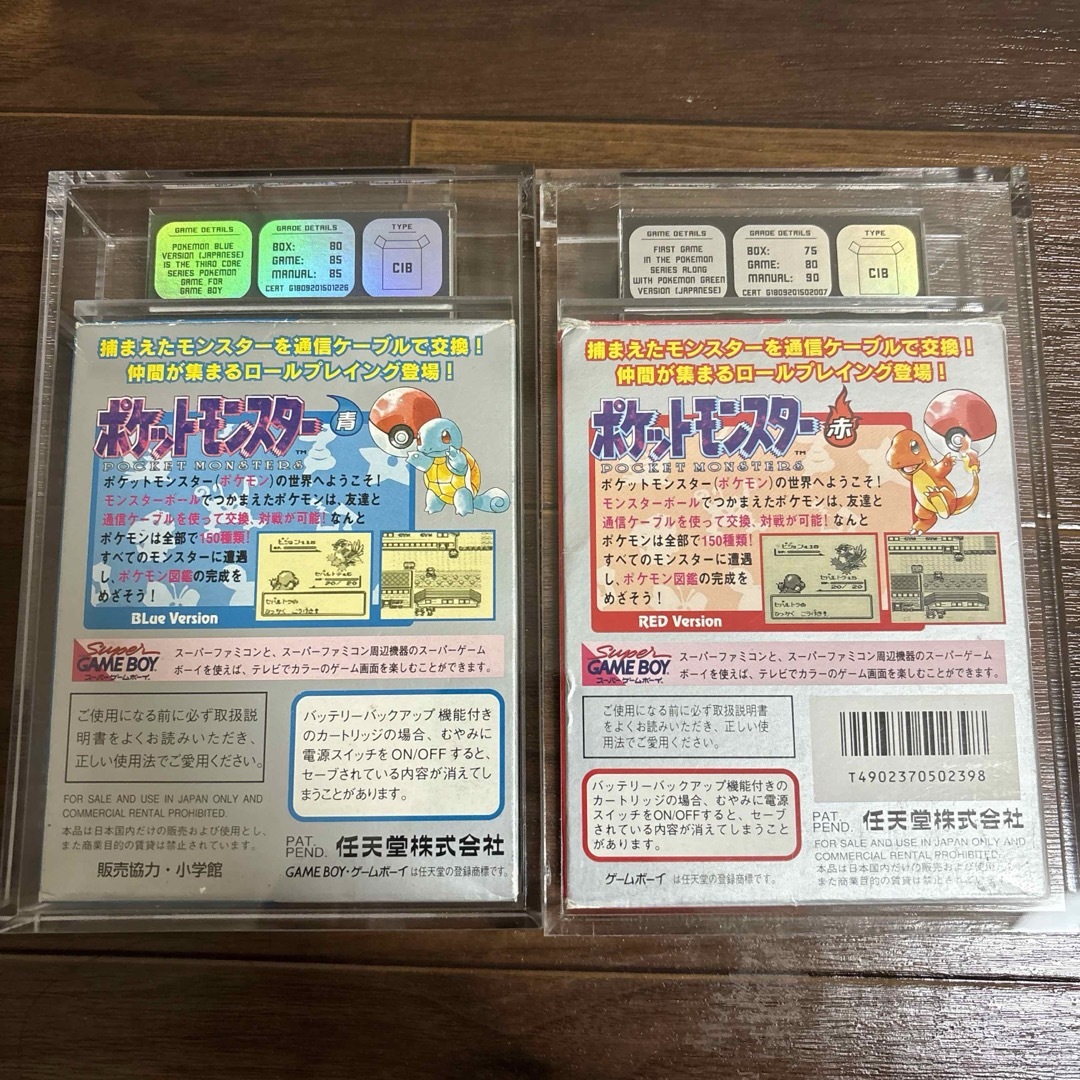 GAME DETAILS
POKEMON BLUE
VERSION (JAPANESE)
IS THE THIRD CORE
SERIES POKEMON
GAME FOR
GAME BOY
GRADE DETAILS
BOX: 80
GAME: 85
MANUAL: 85
CERT G1809201501226
TYPE
CIB
捕まえたモンスターを通信ケーブルで交換!
仲間が集まるロールプレイング登場!
ポケットモンスター 青
TM
POCKET MONSTERS
ポケットモンスター(ポケモン)の世界へようこそ!
モンスターボールでつかまえたポケモンは、友達と
通信ケーブルを使って交換、対戦が可能!なんと
ポケモンは全部で150種類!
すべてのモンスターに遭遇
し、ポケモン図鑑の完成を
めざそう!
BLue Version
Super
GAME BOY
スーパーゲームボーイ
スーパーファミコンと、スーパーファミコン周辺機器のスーパーゲーム
ボーイを使えば、テレビでカラーのゲーム画面を楽しむことができます。
ご使用になる前に必ず取扱説
明書をよくお読みいただき、
正しい使用法でご愛用ください。
バッテリーバックアップ機能付き
のカートリッジの場合、むやみに
電源スイッチをON/OFFすると、
セーブされている内容が消えてし
まうことがあります。
FOR SALE AND USE IN JAPAN ONLY AND
COMMERCIAL RENTAL PROHIBITED.
本品は日本国内だけの販売および使用とし、
また商業目的の賃貸は禁止されています。
販売協力・小学館
PAT.
PEND. 任天堂株式会社
GAME BOY・ゲームボーイ は任天堂の登録商標です。
GAME DETAILS
FIRST GAME
IN THE POKEMON
SERIES ALONG
WITH POKEMON GREEN
VERSION (JAPANESE)
GRADE DETAILS
BOX: 75
GAME: 80
MANUAL: 90
CERT G1809201502007
TYPE
CIB
捕まえたモンスターを通信ケーブルで交換!
仲間が集まるロールプレイング登場!
ポケットモンスター 赤
TM
POCKET MONSTERS
ポケットモンスター(ポケモン)の世界へようこそ!
モンスターボールでつかまえたポケモンは、友達と
通信ケーブルを使って交換、対戦が可能!なんと
ポケモンは全部で150種類!
すべてのモンスターに遭遇
し、ポケモン図鑑の完成を
めざそう!
RED Version
Super
GAME BOY
スーパーゲームボーイ
スーパーファミコンと、スーパーファミコン周辺機器のスーパーゲーム
ボーイを使えば、テレビでカラーのゲーム画面を楽しむことができます。
ご使用になる前に必ず取扱説明書
をよくお読みいただき、正しい使
用法でご愛用ください。
バッテリーバックアップ機能付きの
カートリッジの場合、むやみに電源
スイッチをON/OFFすると、セーブ
されている内容が消えてしまうこと
があります。
ゲームボーイ は任天堂の登録商標です。
T4902370502398
PAT.
PEND. 任天堂株式会社
FOR SALE AND USE IN JAPAN ONLY AND
COMMERCIAL RENTAL PROHIBITED.
本品は日本国内だけの販売および使用とし、
また商業目的の賃貸は禁止されています。